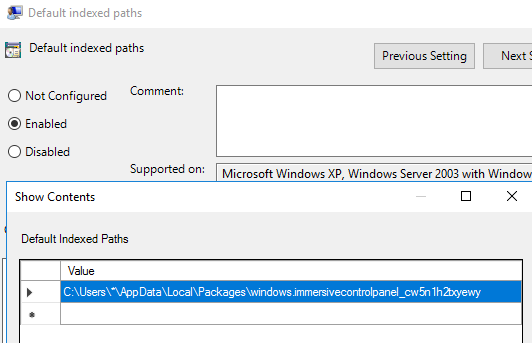 Default indexed paths
Default indexed paths
Previous Setting
Next S
Not Configured
Comment:
Enabled
Disabled
Supported on:
Microsoft Windows XP, Windows Server 2003 with Window
Show Contents
Default Indexed Paths
Value
C:\Users\*\AppData\Local\Packages\windows.immersivecontrolpanel_cw5n1h2txyewy